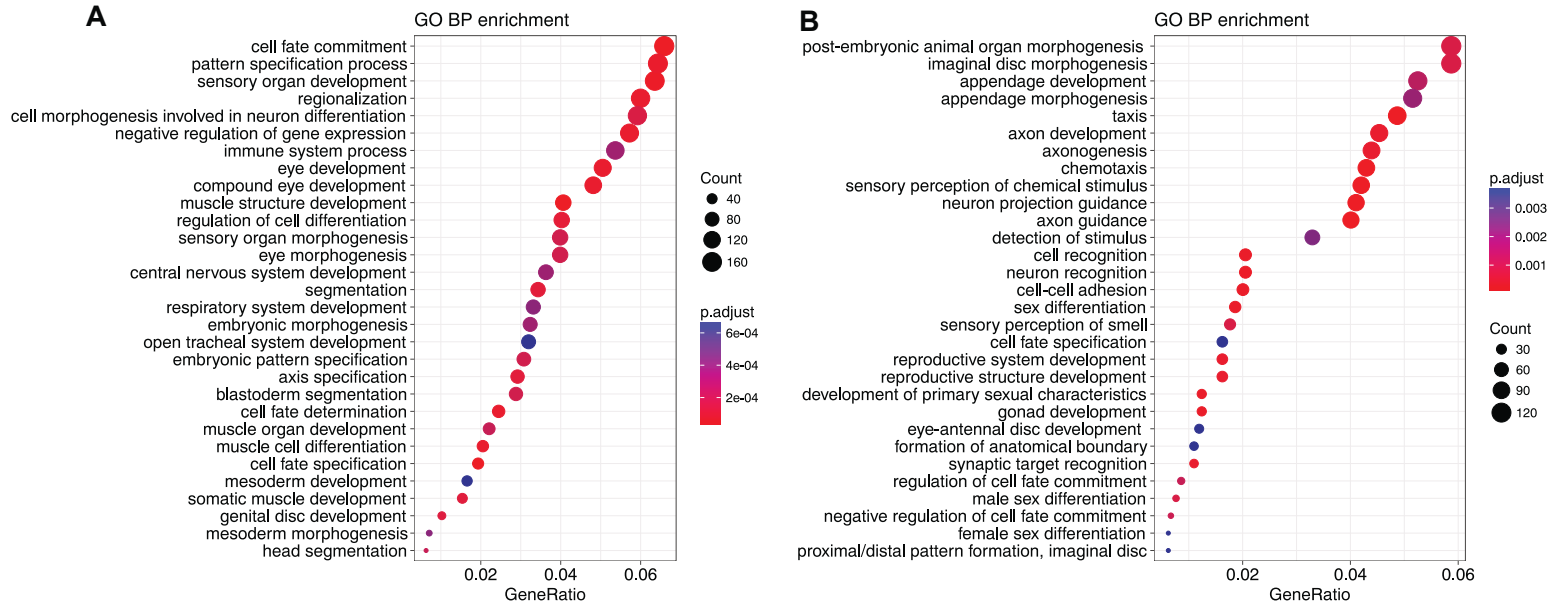 A
GO BP enrichment
cell fate commitment
pattern specification process
sensory organ development
regionalization
cell morphogenesis involved in neuron differentiation
negative regulation of gene expression
immune system process
eye development
compound eye development
muscle structure development
regulation of cell differentiation
sensory organ morphogenesis
eye morphogenesis
central nervous system development
segmentation
respiratory system development
embryonic morphogenesis
open tracheal system development
embryonic pattern specification
axis specification
blastoderm segmentation
cell fate determination
muscle organ development
muscle cell differentiation
cell fate specification
mesoderm development
somatic muscle development
genital disc development
mesoderm morphogenesis
head segmentation
0.02 0.04 0.06
GeneRatio
Count
40
80
120
160
p.adjust
6e-04
4e-04
2e-04
B
GO BP enrichment
post-embryonic animal organ morphogenesis
imaginal disc morphogenesis
appendage development
appendage morphogenesis
taxis
axon development
axonogenesis
chemotaxis
sensory perception of chemical stimulus
neuron projection guidance
axon guidance
detection of stimulus
cell recognition
neuron recognition
cell-cell adhesion
sex differentiation
sensory perception of smell
cell fate specification
reproductive system development
reproductive structure development
development of primary sexual characteristics
gonad development
eye-antennal disc development
formation of anatomical boundary
synaptic target recognition
regulation of cell fate commitment
male sex differentiation
negative regulation of cell fate commitment
female sex differentiation
proximal/distal pattern formation, imaginal disc
0.02 0.04 0.06
GeneRatio
p.adjust
0.003
0.002
0.001
Count
30
60
90
120